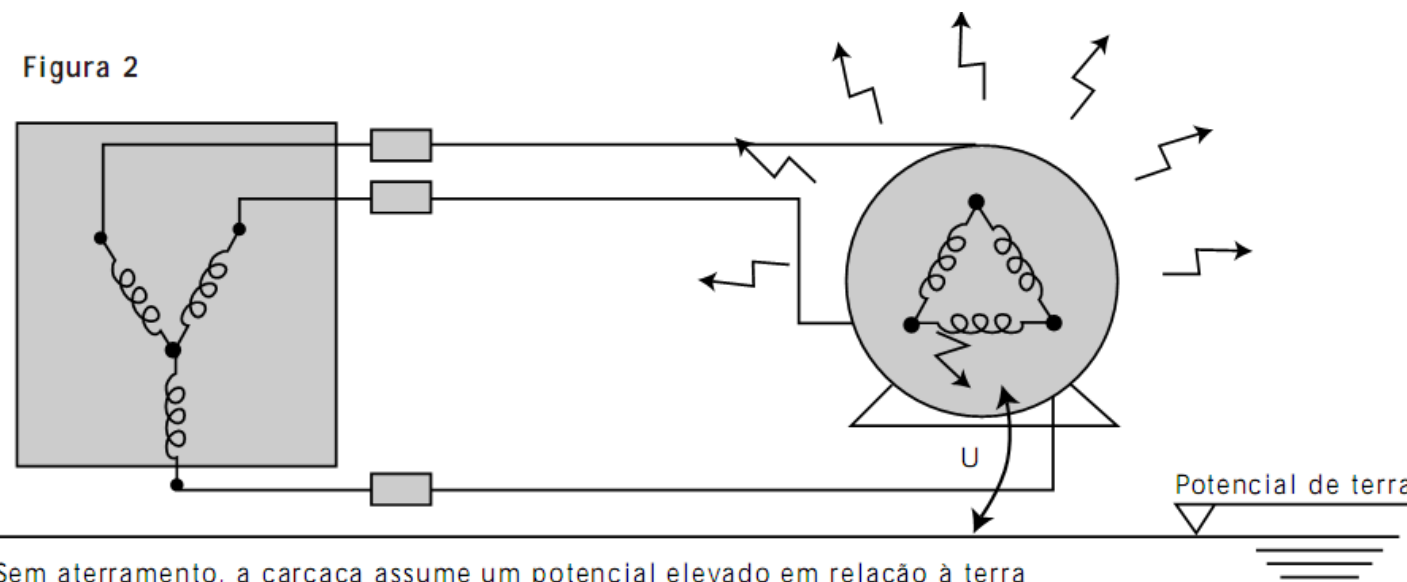 Figura 2
U
Potencial de terra
Sem aterramento, a carcaça assume um potencial elevado em relação à terra